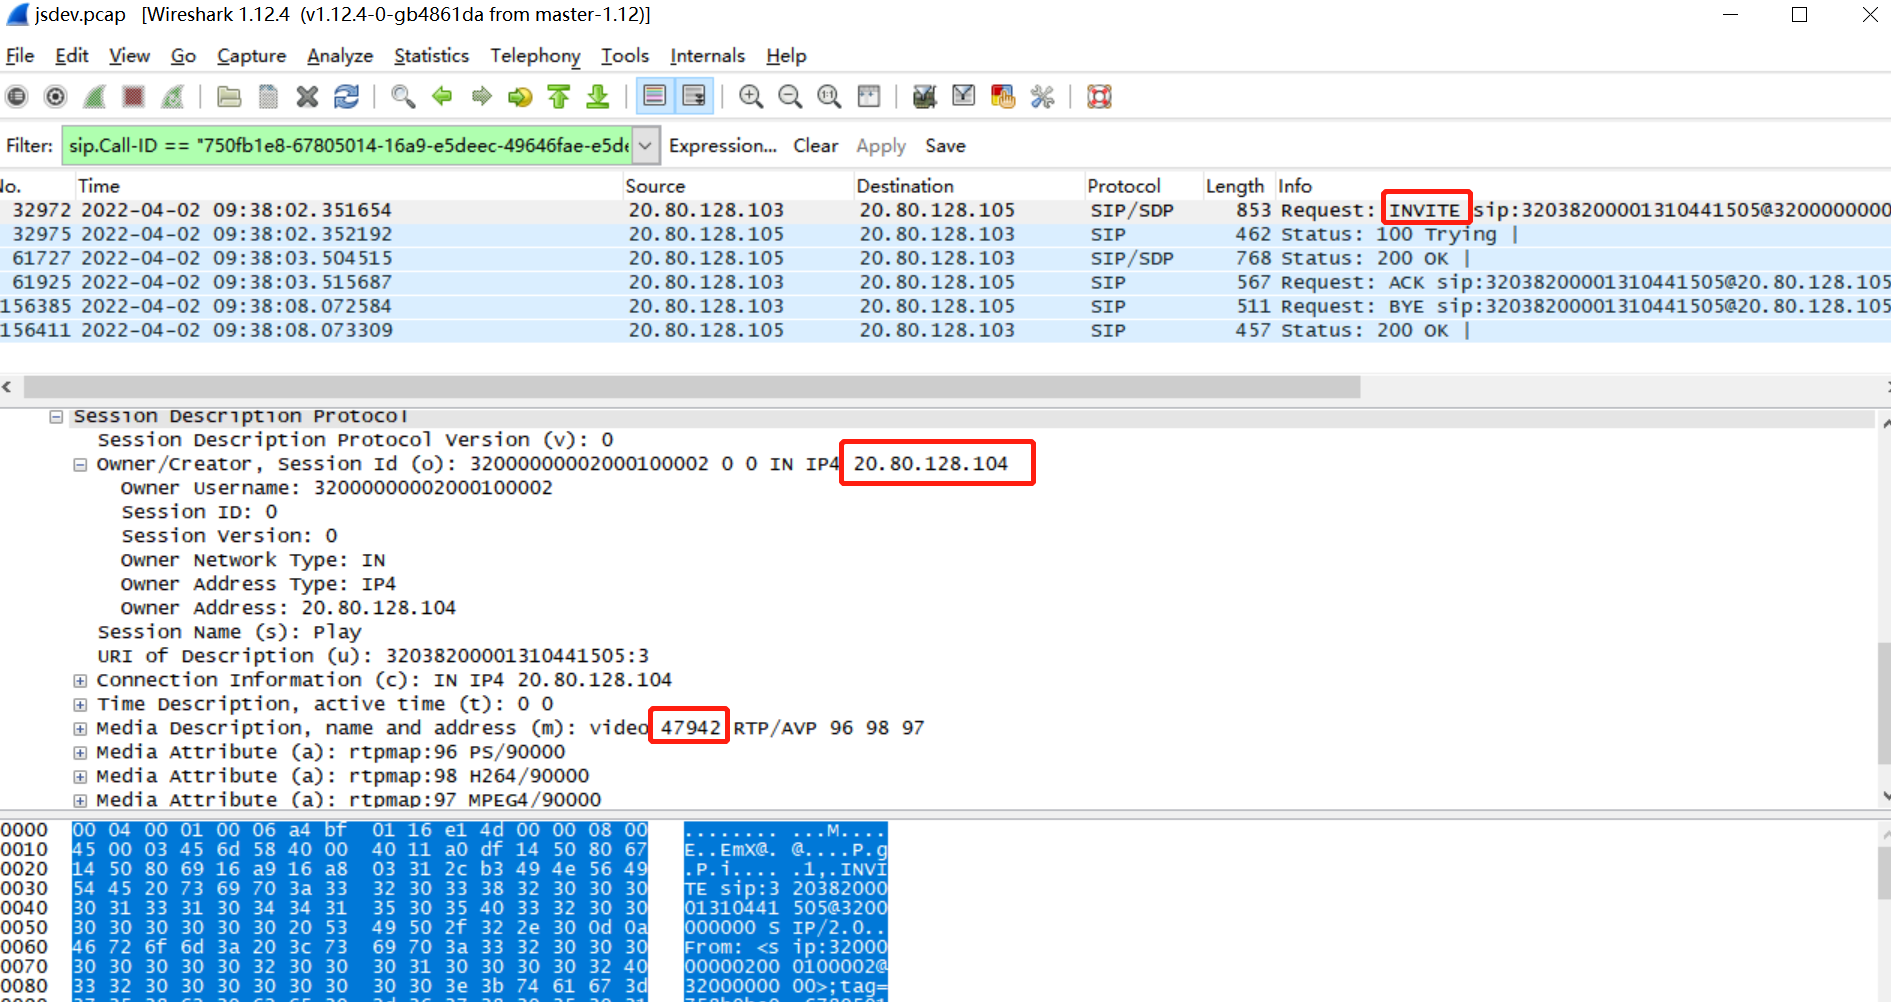 jsdev.pcap [Wireshark 1.12.4 (v1.12.4-0-gb4861da from master-1.12)]
File Edit View Go Capture Analyze Statistics Telephony Tools Internals Help
Filter: sip.Call-ID == "750fb1e8-67805014-16a9-e5deec-49646fae-e5de Expression... Clear Apply Save
No. Time Source Destination Protocol Length Info
32972 2022-04-02 09:38:02.351654 20.80.128.103 20.80.128.105 SIP/SDP 853 Request: INVITE sip:32038200001310441505@3200000000
32975 2022-04-02 09:38:02.352192 20.80.128.105 20.80.128.103 SIP 462 Status: 100 Trying |
61727 2022-04-02 09:38:03.504515 20.80.128.105 20.80.128.103 SIP/SDP 768 Status: 200 OK |
61925 2022-04-02 09:38:03.515687 20.80.128.103 20.80.128.105 SIP 567 Request: ACK sip:32038200001310441505@20.80.128.105
156385 2022-04-02 09:38:08.072584 20.80.128.103 20.80.128.105 SIP 511 Request: BYE sip:32038200001310441505@20.80.128.105
156411 2022-04-02 09:38:08.073309 20.80.128.105 20.80.128.103 SIP 457 Status: 200 OK |
Session Description Protocol
Session Description Protocol Version (v): 0
Owner/Creator, Session Id (o): 32000000002000100002 0 0 IN IP4 20.80.128.104
Owner Username: 32000000002000100002
Session ID: 0
Session Version: 0
Owner Network Type: IN
Owner Address Type: IP4
Owner Address: 20.80.128.104
Session Name (s): Play
URI of Description (u): 32038200001310441505:3
Connection Information (c): IN IP4 20.80.128.104
Time Description, active time (t): 0 0
Media Description, name and address (m): video 47942 RTP/AVP 96 98 97
Media Attribute (a): rtpmap:96 PS/90000
Media Attribute (a): rtpmap:98 H264/90000
Media Attribute (a): rtpmap:97 MPEG4/90000
0000 00 04 00 01 00 06 a4 bf 01 16 e1 4d 00 00 08 00 ........ ...M....
0010 45 00 03 45 6d 58 40 00 40 11 a0 df 14 50 80 67 E..EmX@. @....P.g
0020 14 50 80 69 16 a9 16 a8 03 31 2c b3 49 4e 56 49 .P.i.... .1,.INVI
0030 54 45 20 73 69 70 3a 33 32 30 33 38 32 30 30 30 TE sip:3 20382000
0040 30 31 33 31 30 34 34 31 35 30 35 40 33 32 30 30 01310441 505@3200
0050 30 30 30 30 30 30 20 53 49 50 2f 32 2e 30 0d 0a 000000 S IP/2.0..
0060 46 72 6f 6d 3a 20 3c 73 69 70 3a 33 32 30 30 30 From: <s ip:32000
0070 30 30 30 30 30 32 30 30 30 31 30 30 30 30 32 40 00000200 0100002@
0080 33 32 30 30 30 30 30 30 30 30 3e 3b 74 61 67 3d 32000000 00>;tag=